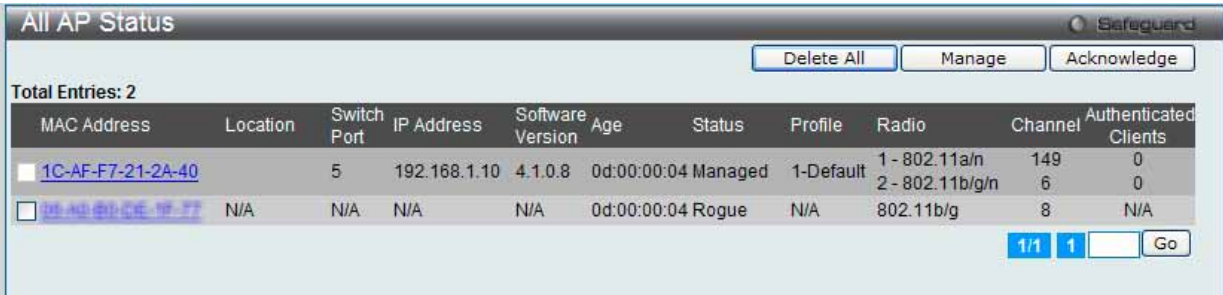 All AP Status
Safeguard
Delete All Manage Acknowledge
Total Entries: 2
MAC Address Location Switch Port IP Address Software Version Age Status Profile Radio Channel Authenticated Clients
1C-AF-F7-21-2A-40 5 192.168.1.10 4.1.0.8 0d:00:00:04 Managed 1-Default 1 - 802.11a/n 149 0
2 - 802.11b/g/n 6 0
N/A N/A N/A N/A 0d:00:00:04 Rogue N/A 802.11b/g 8 N/A
1/1 1 Go